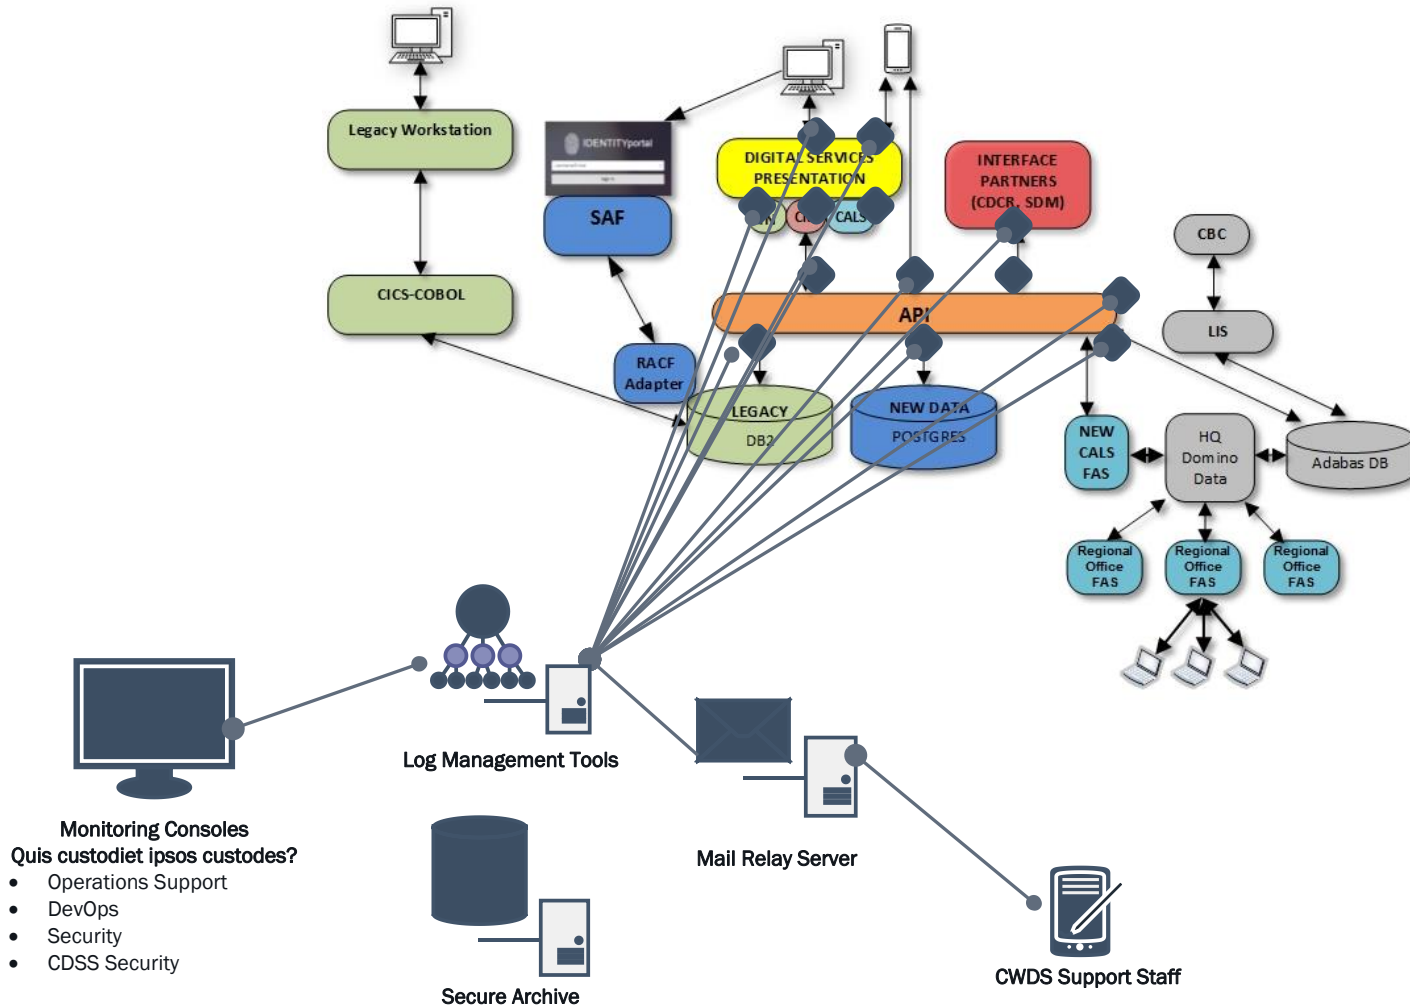 Legacy Workstation
IDENTITYportal
SAF
DIGITAL SERVICES
PRESENTATION
CALS
INTERFACE
PARTNERS
(CDCR, SDM)
CBC
LIS
CICS-COBOL
API
RACF
Adapter
LEGACY
DB2
NEW DATA
POSTGRES
NEW
CALS
FAS
HQ
Domino
Data
Adabas DB
Regional
Office
FAS
Regional
Office
FAS
Regional
Office
FAS
Log Management Tools
Monitoring Consoles
Quis custodiet ipsos custodes?
• Operations Support
• DevOps
• Security
• CDSS Security
Mail Relay Server
Secure Archive
CWDS Support Staff